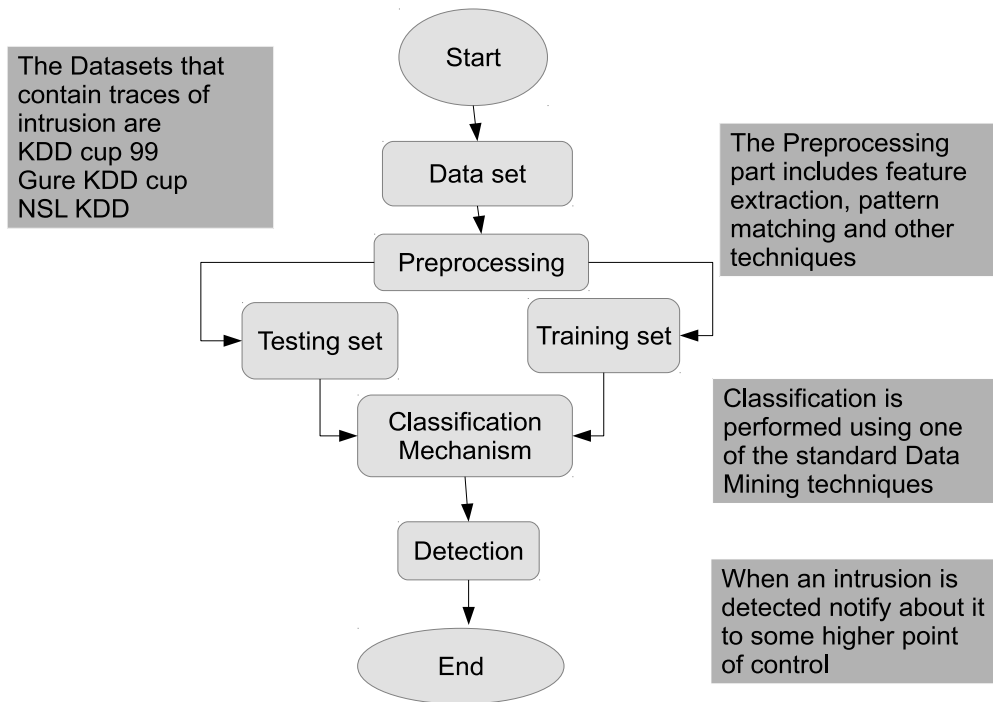 Start
The Datasets that
contain traces of
intrusion are
KDD cup 99
Gure KDD cup
NSL KDD
Data set
The Preprocessing
part includes feature
extraction, pattern
matching and other
techniques
Preprocessing
Testing set
Training set
Classification
Mechanism
Classification is
performed using one
of the standard Data
Mining techniques
Detection
When an intrusion is
detected notify about it
to some higher point
of control
End